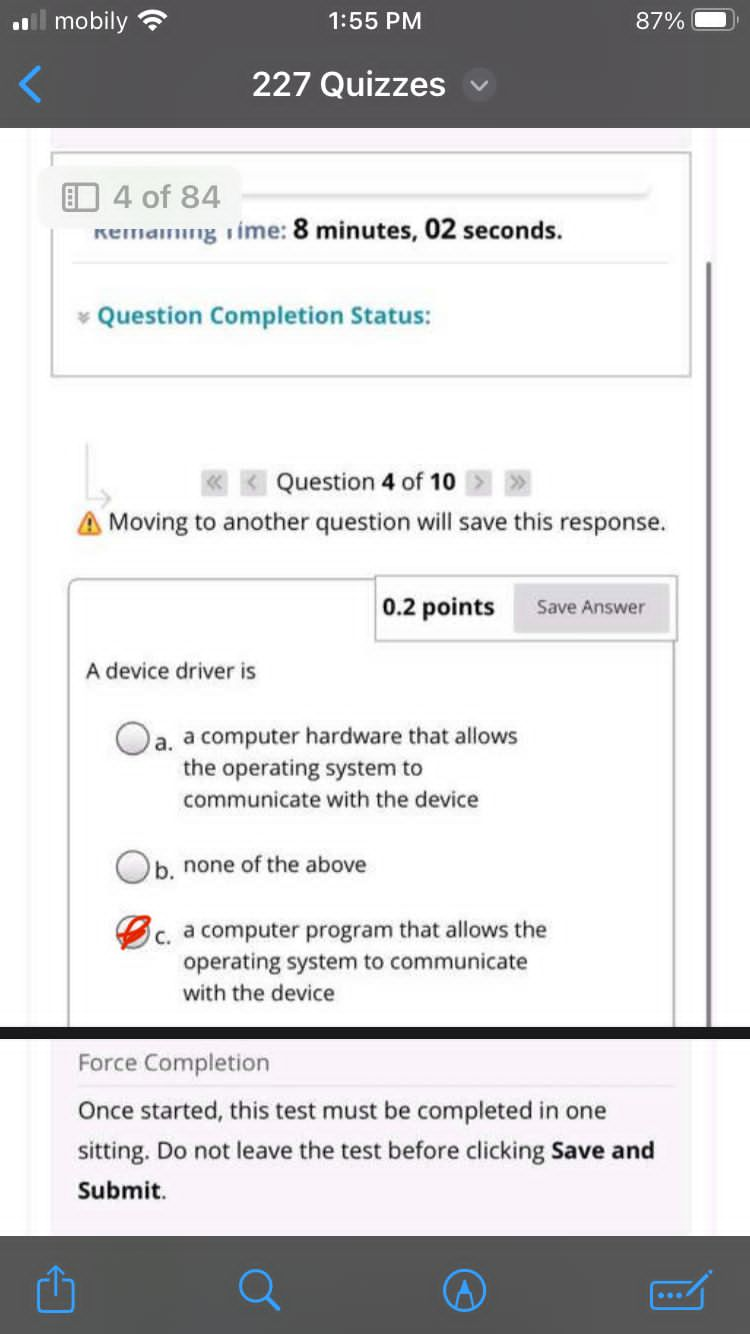 mobily 1:55 PM 87%
227 Quizzes
4 of 84
Remaining Time: 8 minutes, 02 seconds.
Question Completion Status:
Question 4 of 10
Moving to another question will save this response.
0.2 points Save Answer
A device driver is
a. a computer hardware that allows
the operating system to
communicate with the device
b. none of the above
c. a computer program that allows the
operating system to communicate
with the device
Force Completion
Once started, this test must be completed in one
sitting. Do not leave the test before clicking Save and
Submit.